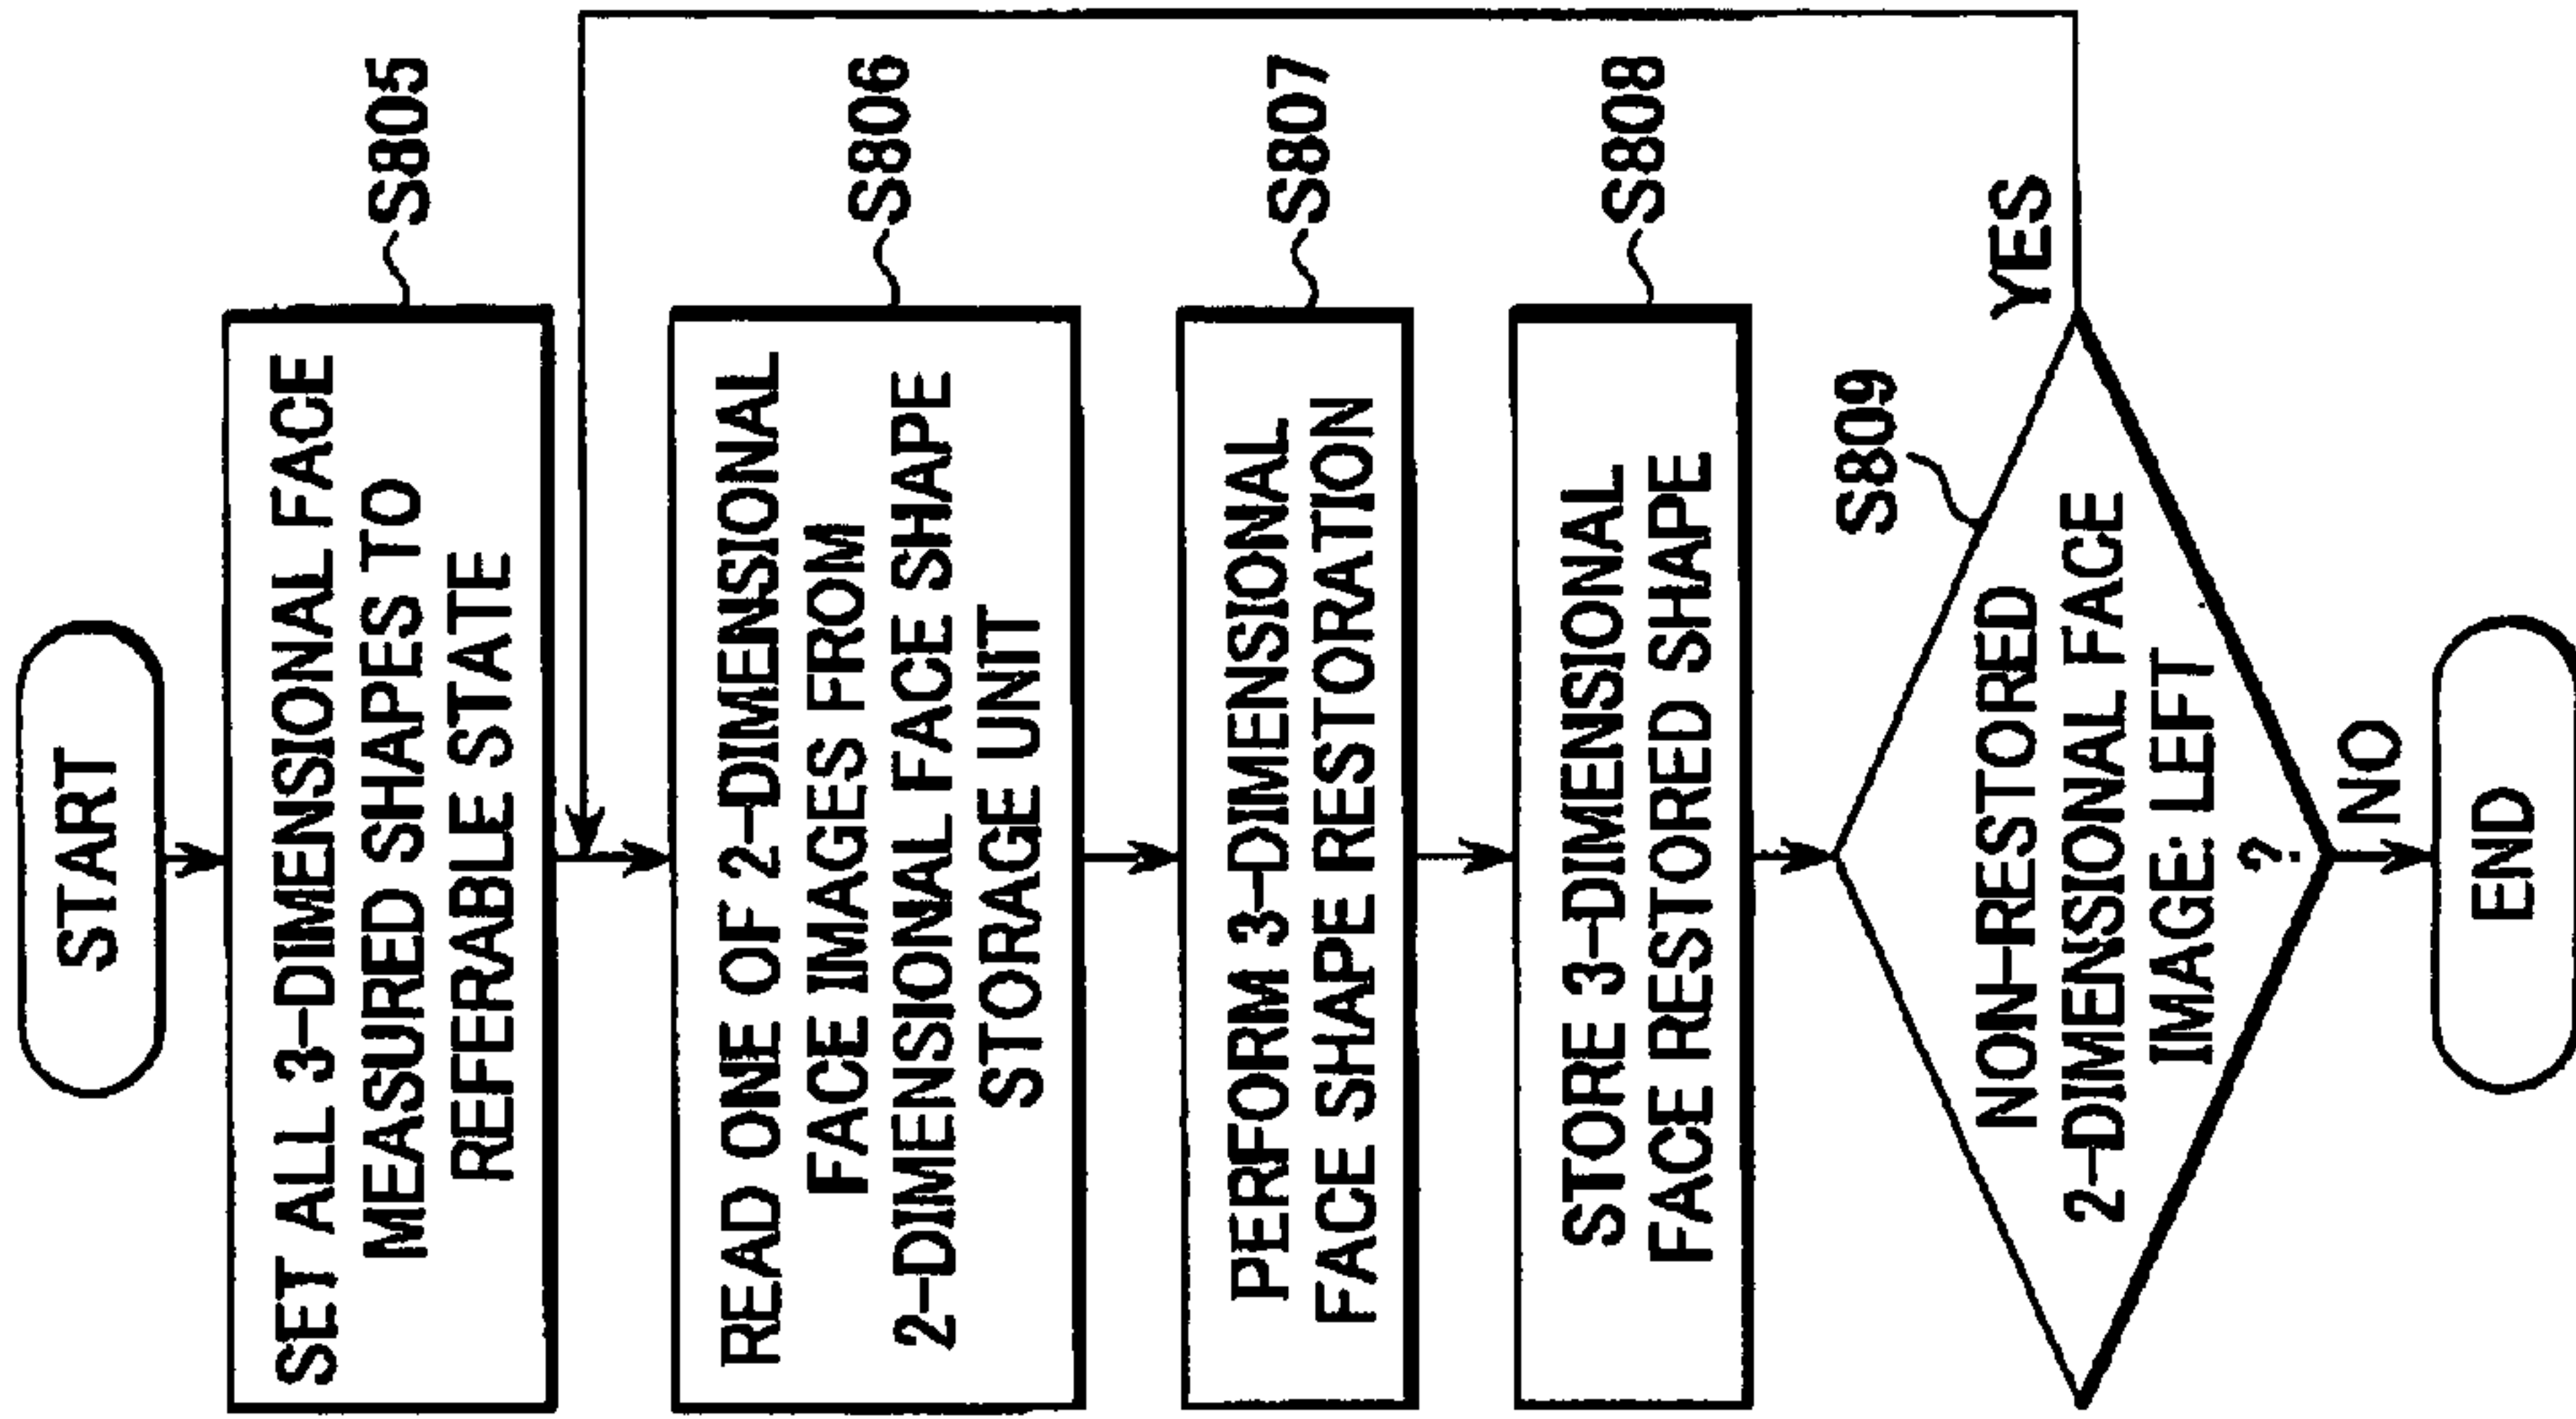 START
SET ALL 3-DIMENSIONAL FACE
MEASURED SHAPES TO
REFERABLE STATE
S805
READ ONE OF 2-DIMENSIONAL
FACE IMAGES FROM
2-DIMENSIONAL FACE SHAPE
STORAGE UNIT
S806
PERFORM 3-DIMENSIONAL
FACE SHAPE RESTORATION
S807
STORE 3-DIMENSIONAL
FACE RESTORED SHAPE
S808
S809
NON-RESTORED
2-DIMENSIONAL FACE
IMAGE: LEFT
?
YES
NO
END